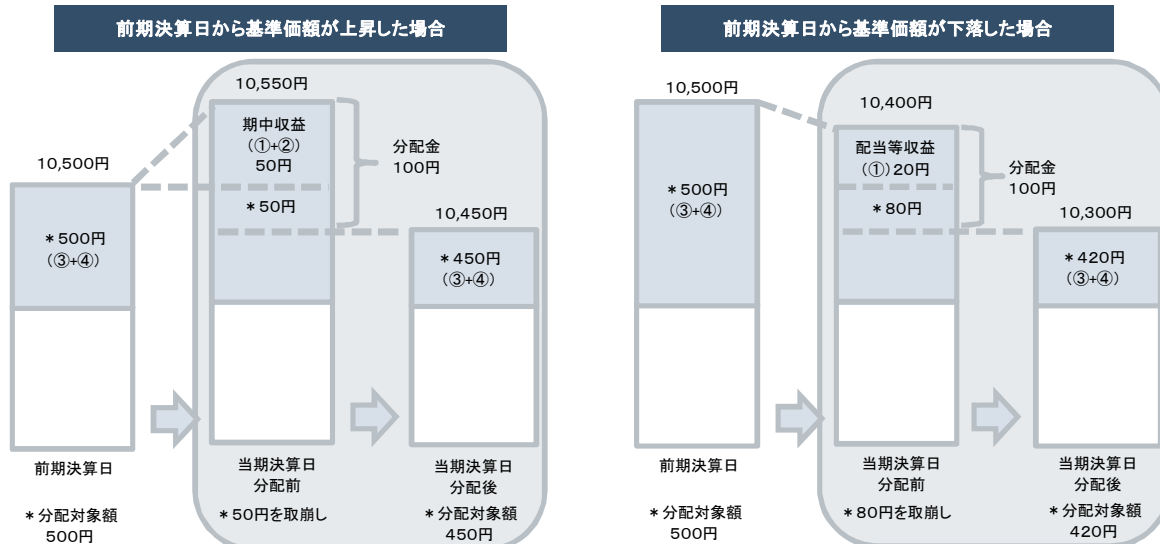 前期決算日から基準価額が上昇した場合
10,550円
期中収益
(①+②)
50円
分配金
100円
10,500円
*50円
10,450円
*500円
(③+④)
*450円
(③+④)
前期決算日
当期決算日
分配前
当期決算日
分配後
*分配対象額
500円
*50円を取崩し
*分配対象額
450円
前期決算日から基準価額が下落した場合
10,500円
10,400円
配当等収益
(①)20円
分配金
100円
*500円
(③+④)
*80円
10,300円
*420円
(③+④)
前期決算日
当期決算日
分配前
当期決算日
分配後
*分配対象額
500円
*80円を取崩し
*分配対象額
420円